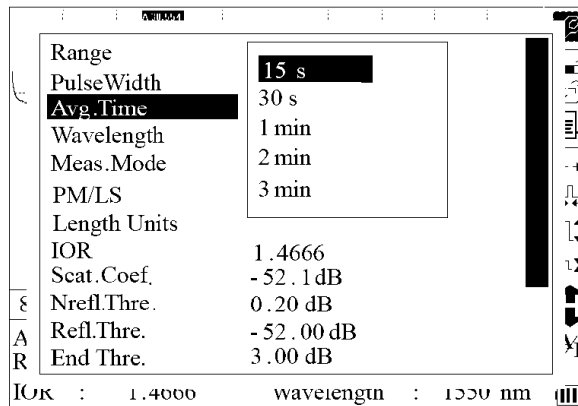 Range
15 s
PulseWidth
Avg.Time
30 s
Wavelength
1 min
Meas.Mode
2 min
PM/LS
3 min
Length Units
IOR 1.4666
Scat.Coef. -52.1dB
Nrefl.Thre. 0.20 dB
A
Refl.Thre. -52.00 dB
R
End Thre. 3.00 dB
IOR : 1.4666 wavelength : 1550 nm